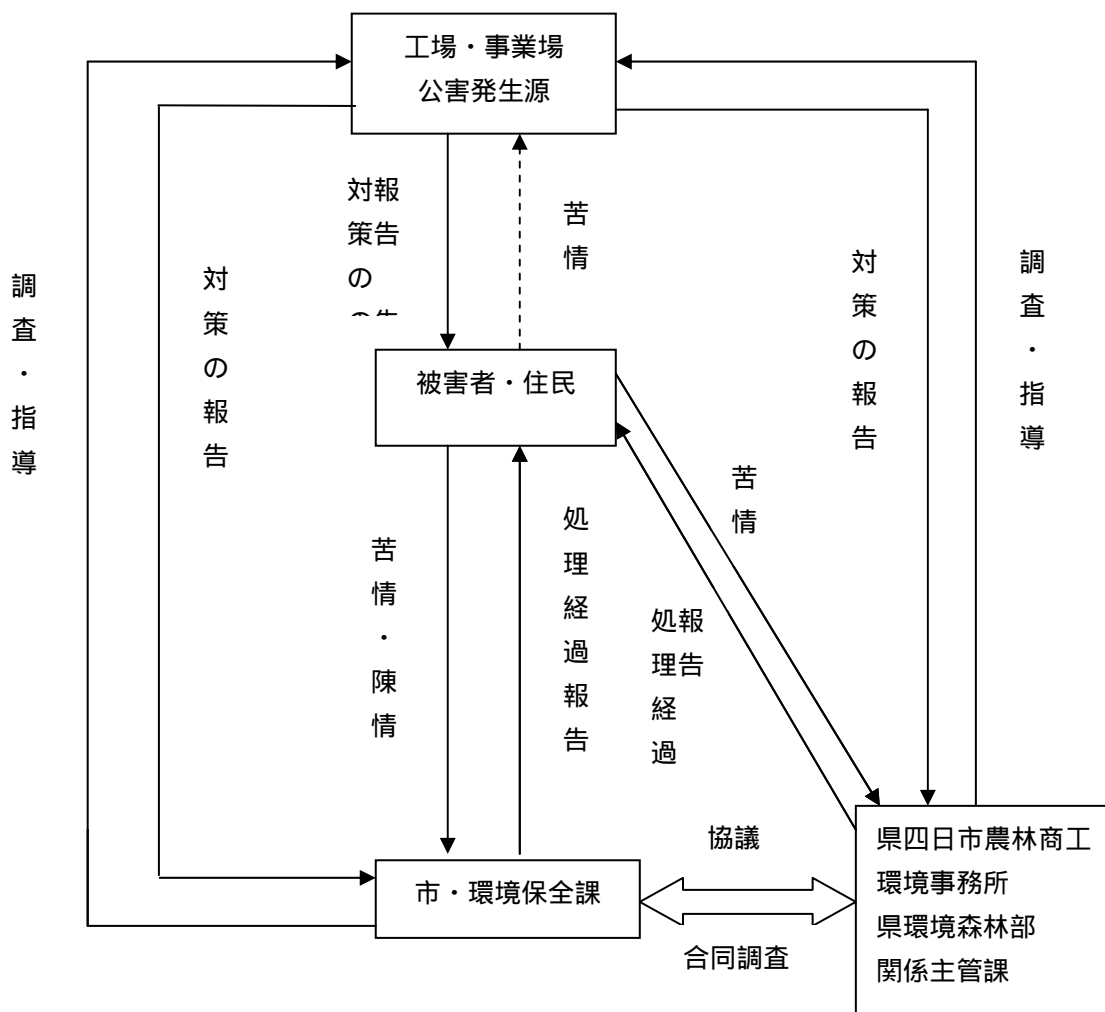 工場・事業場
公害発生源
対策の
報告
苦情
調査・指導
対策の報告
対策の報告
調査・指導
被害者・住民
苦情
苦情・陳情
処理経過報告
処理経過
報告
協議
市・環境保全課
合同調査
県四日市農林商工
環境事務所
県環境森林部
関係主管課